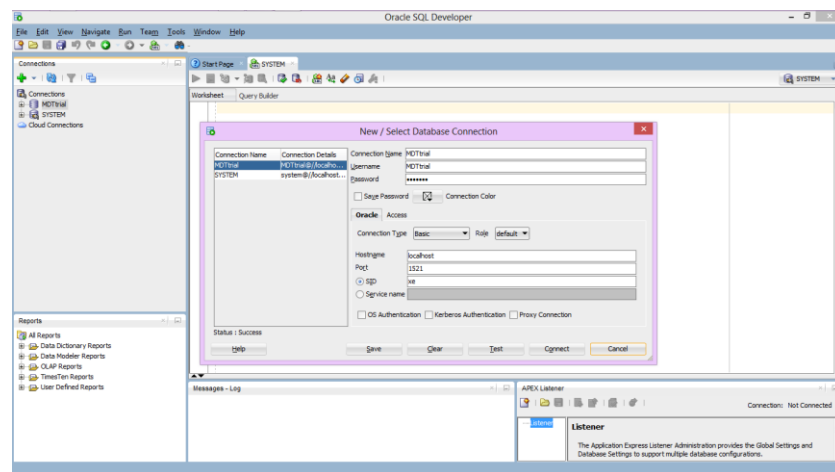 Oracle SQL Developer
File Edit View Navigate Run Team Tools Window Help
Connections
Connections
MDTtrial
SYSTEM
Cloud Connections
Start Page
SYSTEM
SYSTEM
Worksheet Query Builder
New / Select Database Connection
Connection Name Connection Details
MDTtrial MDTtrial@//localho...
SYSTEM system@//localhost...
Connection Name MDTtrial
Username MDTtrial
Password •••••••
Save Password Connection Color
Oracle Access
Connection Type Basic Role default
Hostname localhost
Port 1521
SID xe
Service name
OS Authentication Kerberos Authentication Proxy Connection
Status : Success
Help Save Clear Test Connect Cancel
Reports
All Reports
Data Dictionary Reports
Data Modeler Reports
OLAP Reports
TimesTen Reports
User Defined Reports
Messages - Log
APEX Listener
Connection: Not Connected
Listener
Listener
The Application Express Listener Administration provides the Global Settings and
Database Settings to support multiple database configurations.